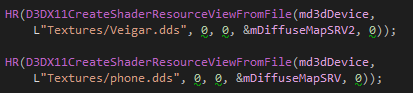 HR(D3DX11CreateShaderResourceViewFromFile(md3dDevice,
L"Textures/Veigar.dds", 0, 0, &mDiffuseMapSRV2, 0));
HR(D3DX11CreateShaderResourceViewFromFile(md3dDevice,
L"Textures/phone.dds", 0, 0, &mDiffuseMapSRV, 0));